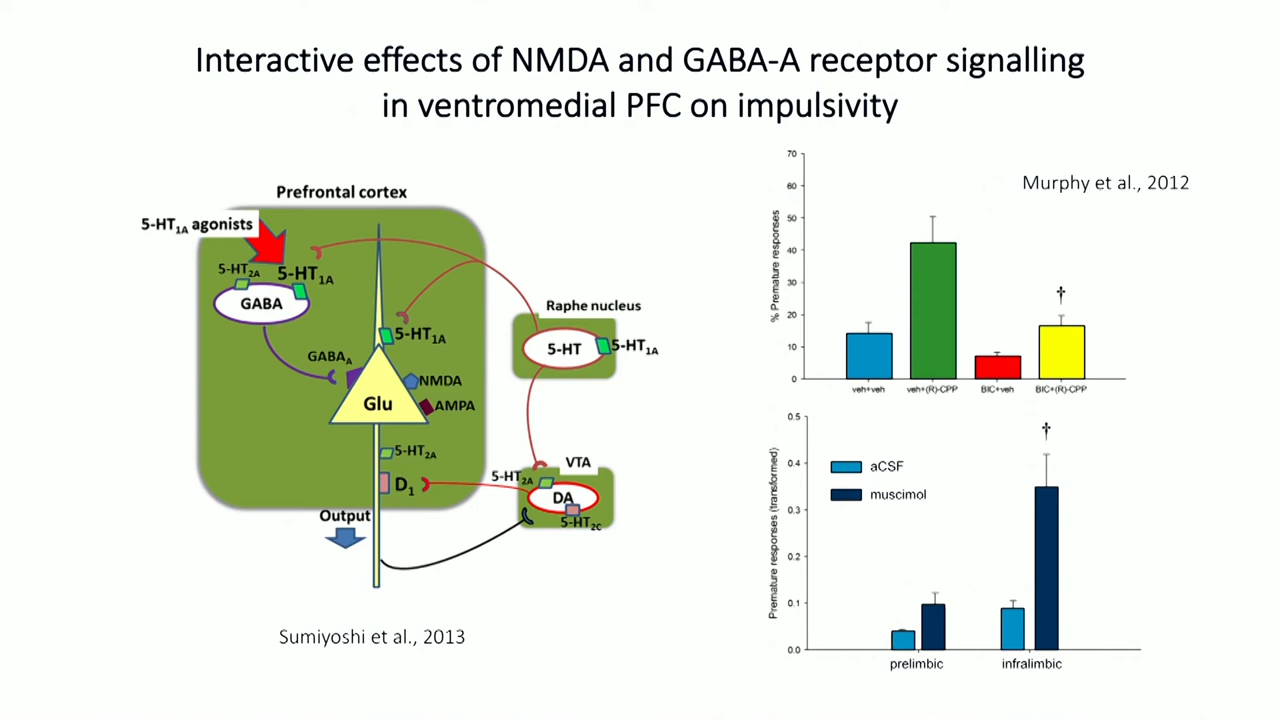 Interactive effects of NMDA and GABA-A receptor signalling
in ventromedial PFC on impulsivity
Prefrontal cortex
5-HT1A agonists
5-HT2A
5-HT1A
GABA
5-HT1A
GABAA
NMDA
Glu
AMPA
5-HT2A
D1
Output
Raphe nucleus
5-HT
5-HT1A
VTA
5-HT2A
DA
5-HT2C
Sumiyoshi et al., 2013
Murphy et al., 2012
% Premature responses
70
60
50
40
30
20
10
0
†
veh+veh
veh+(R)-CPP
BIC+veh
BIC+(R)-CPP
Premature responses (transformed)
0.5
0.4
0.3
0.2
0.1
0.0
aCSF
muscimol
†
prelimbic
infralimbic